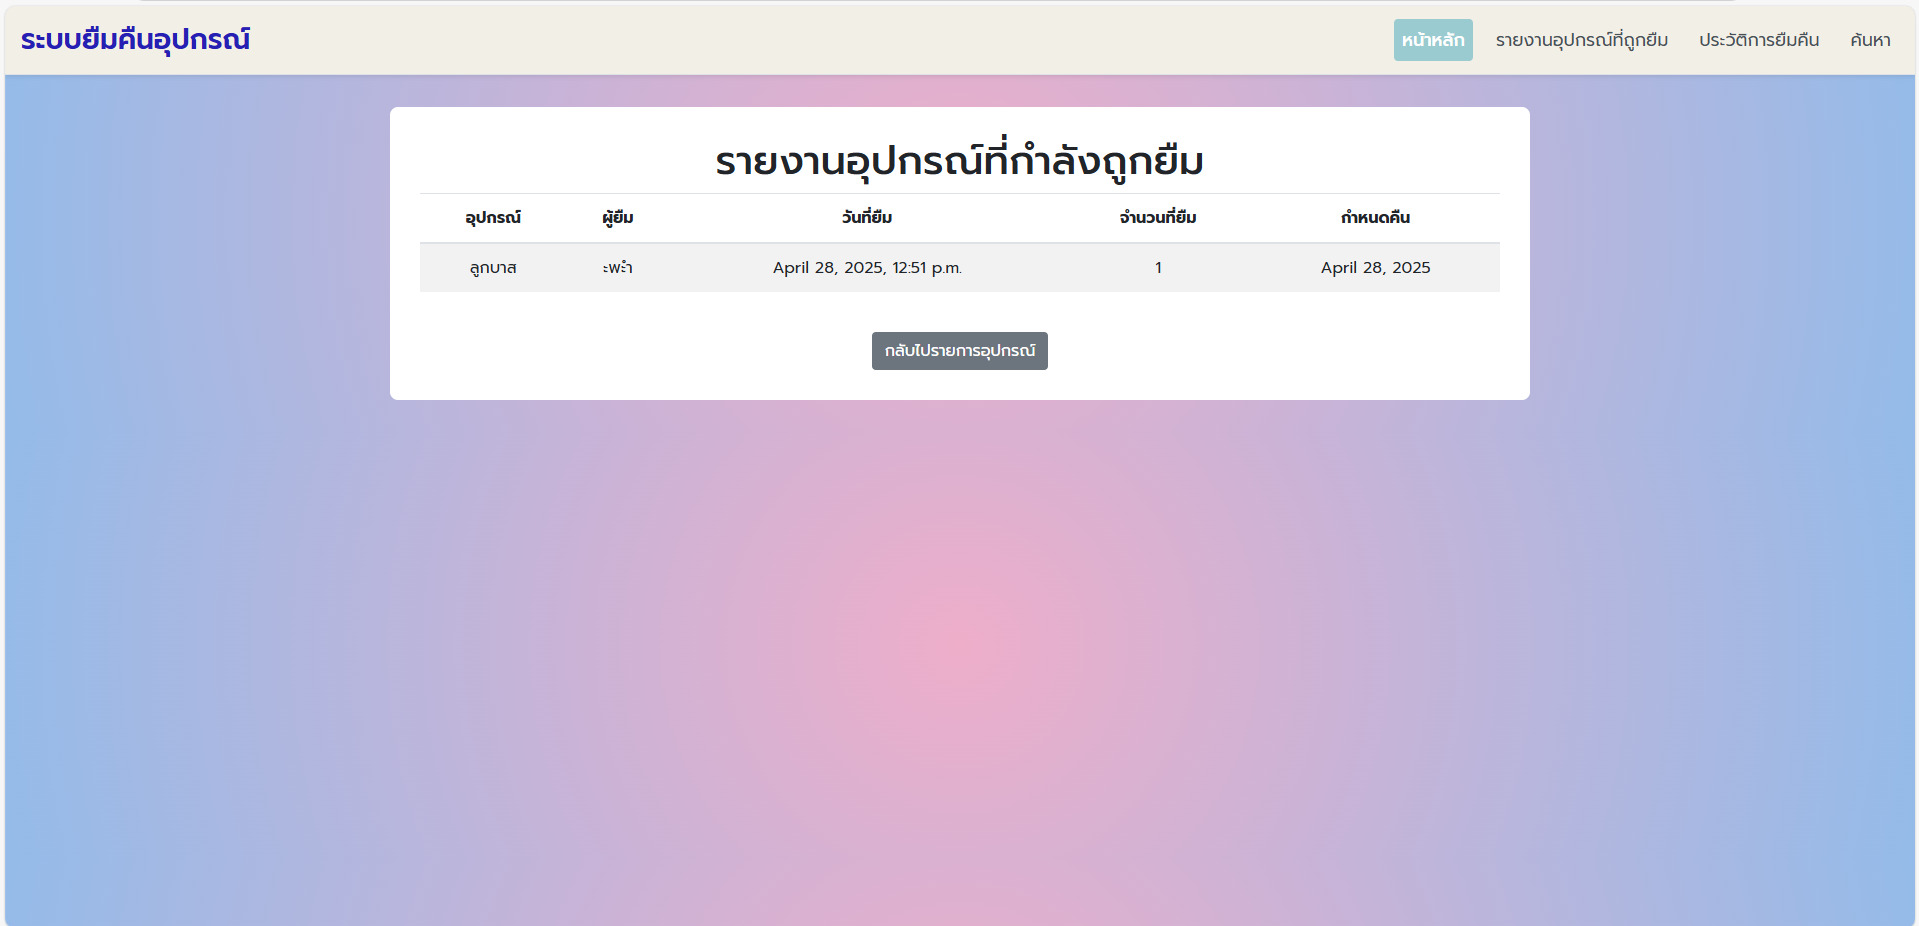 ระบบยืมคืนอุปกรณ์
หน้าหลัก รายงานอุปกรณ์ที่ถูกยืม ประวัติการยืมคืน ค้นหา
รายงานอุปกรณ์ที่กำลังถูกยืม
อุปกรณ์ ผู้ยืม วันที่ยืม จำนวนที่ยืม กำหนดคืน
ลูกบาส ะพะำ April 28, 2025, 12:51 p.m. 1 April 28, 2025
กลับไปรายการอุปกรณ์